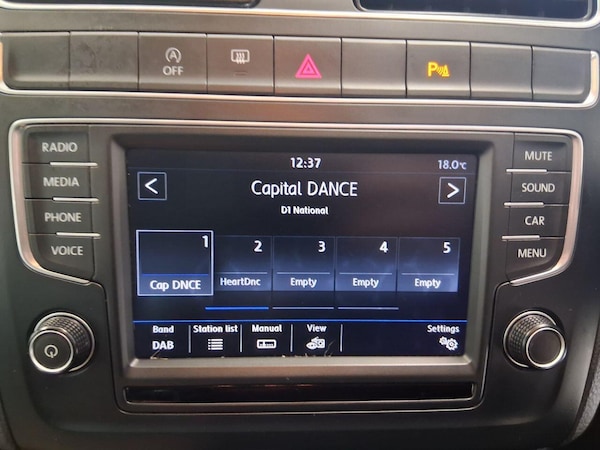 OFF
P
RADIO
MEDIA
PHONE
VOICE
12:37
18.0°C
Capital DANCE
D1 National
1
Cap DNCE
2
HeartDnc
3
Empty
4
Empty
5
Empty
Band
DAB
Station list
Manual
View
Settings
MUTE
SOUND
CAR
MENU